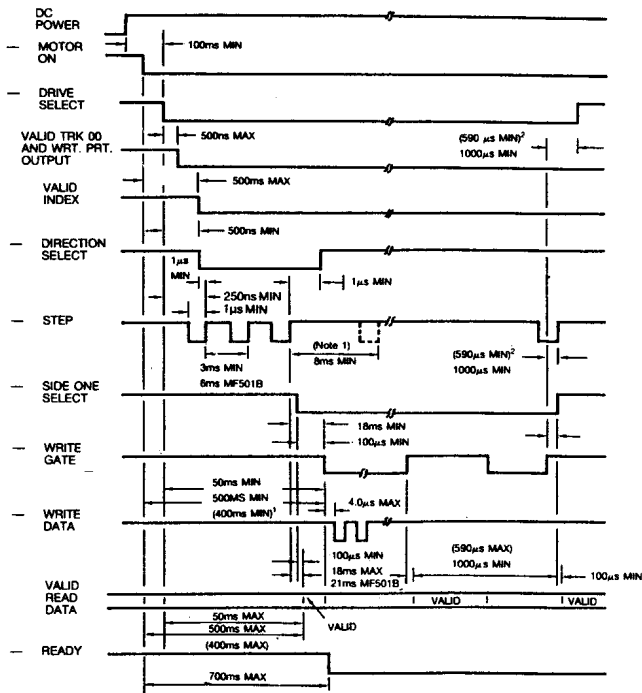 DC
POWER
100ms MIN
— MOTOR
ON
— DRIVE
SELECT
500ns MAX
(590 μs MIN)²
1000μs MIN
VALID TRK 00
AND WRT. PRT.
OUTPUT
500ms MAX
VALID
INDEX
500ns MIN
— DIRECTION
SELECT
1μs
MIN
1μs MIN
250ns MIN
1μs MIN
— STEP
(Note 1)
8ms MIN
3ms MIN
6ms MF501B
(590μs MIN)²
1000μs MIN
— SIDE ONE
SELECT
18ms MIN
100μs MIN
— WRITE
GATE
50ms MIN
500MS MIN
(400ms MIN)¹
4.0μs MAX
— WRITE
DATA
100μs MIN
18ms MAX
21ms MF501B
(590μs MAX)
1000μs MIN
100μs MIN
VALID
READ
DATA
VALID
VALID
VALID
50ms MAX
500ms MAX
(400ms MAX)
— READY
700ms MAX